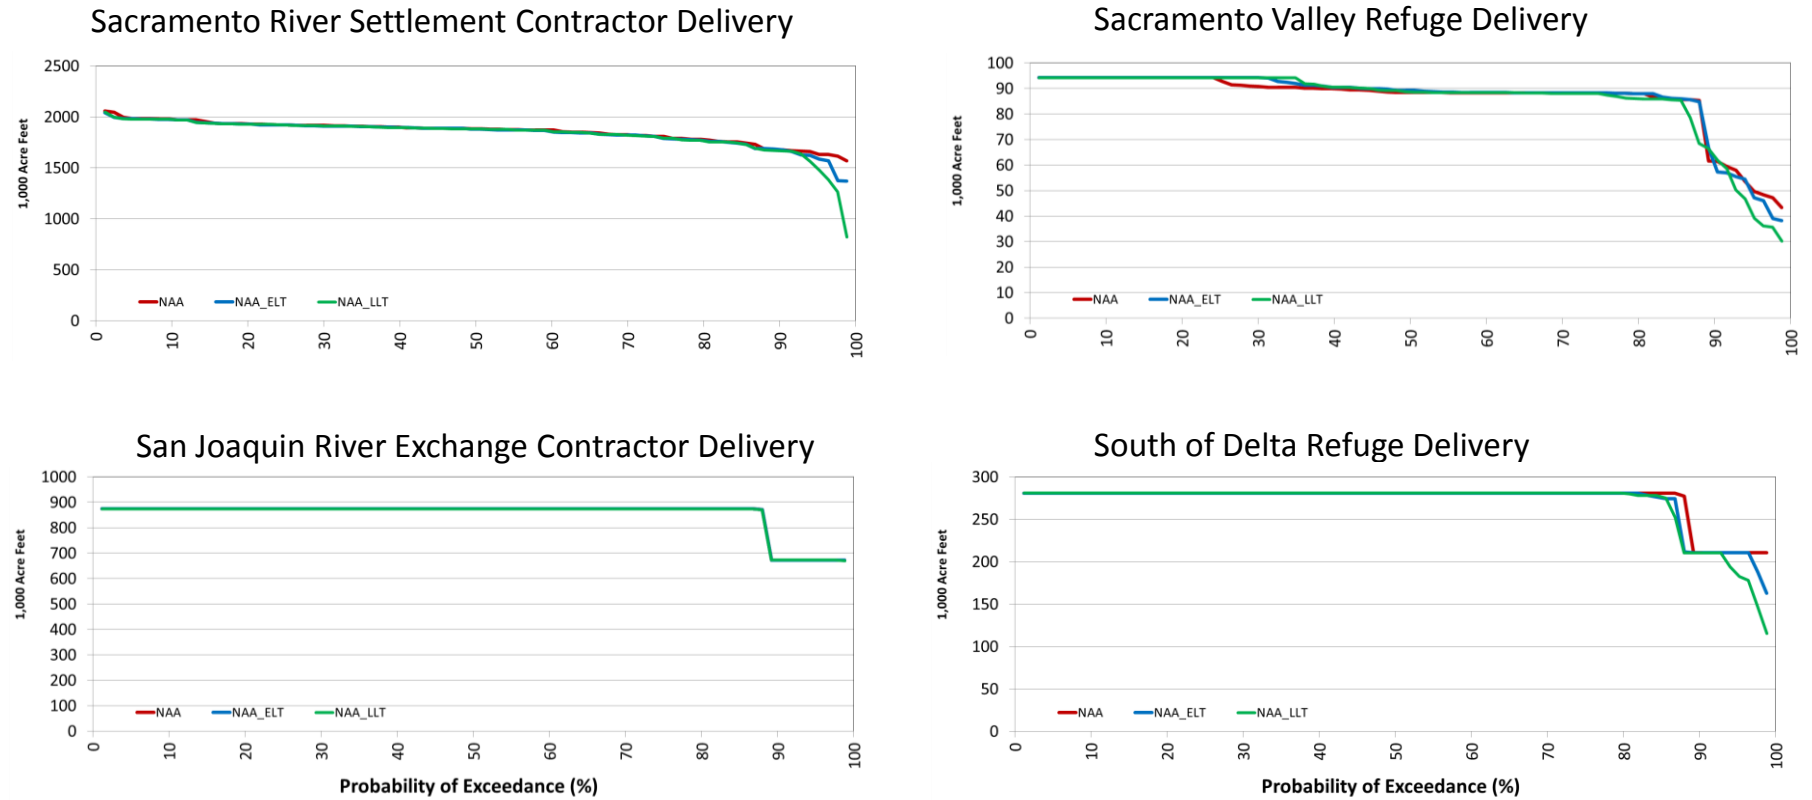 Sacramento River Settlement Contractor Delivery
2500
2000
1500
1000
500
0
1,000 Acre Feet
NAA NAA_ELT NAA_LLT
0 10 20 30 40 50 60 70 80 90 100
Sacramento Valley Refuge Delivery
100
90
80
70
60
50
40
30
20
10
0
1,000 Acre Feet
NAA NAA_ELT NAA_LLT
0 10 20 30 40 50 60 70 80 90 100
San Joaquin River Exchange Contractor Delivery
1000
900
800
700
600
500
400
300
200
100
0
1,000 Acre Feet
NAA NAA_ELT NAA_LLT
0 10 20 30 40 50 60 70 80 90 100
Probability of Exceedance (%)
South of Delta Refuge Delivery
300
250
200
150
100
50
0
1,000 Acre Feet
NAA NAA_ELT NAA_LLT
0 10 20 30 40 50 60 70 80 90 100
Probability of Exceedance (%)